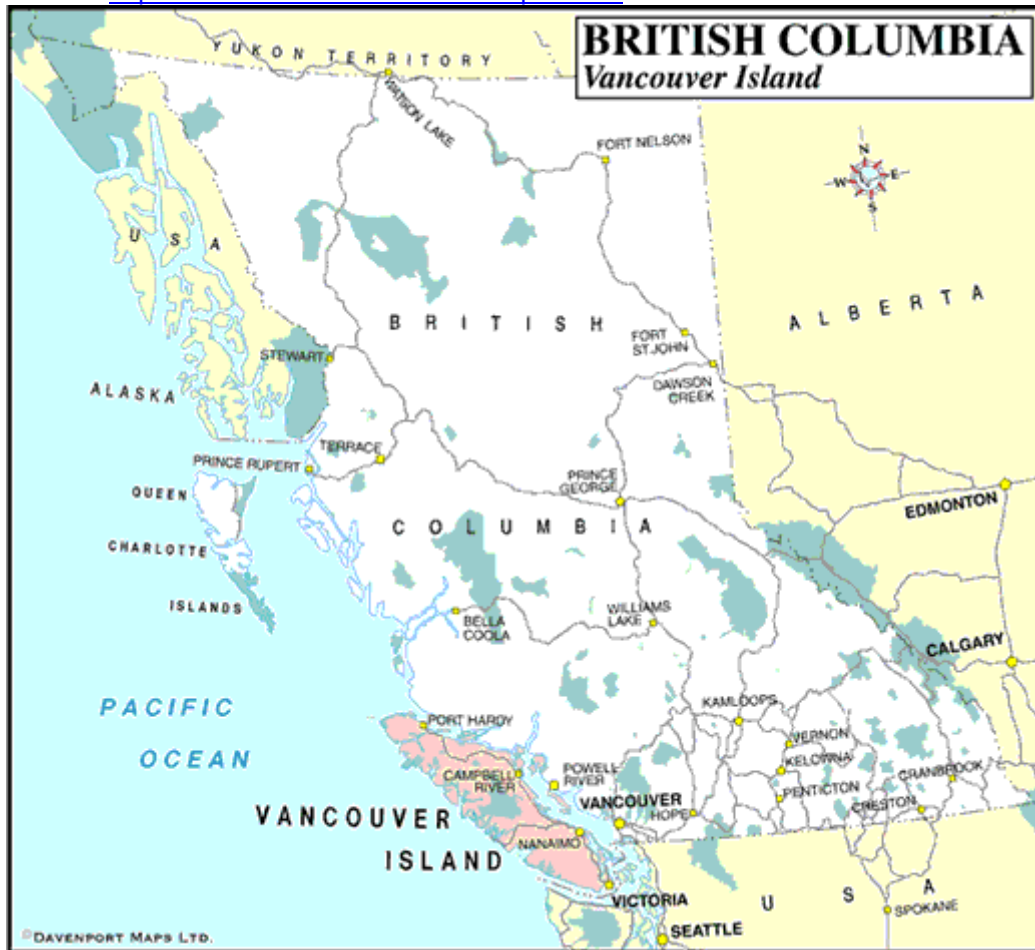 BRITISH COLUMBIA
Vancouver Island
YUKON TERRITORY
WATSON LAKE
FORT NELSON
N
W E
S
USA
ALBERTA
BRITISH
FORT
ST.JOHN
STEWART
DAWSON
CREEK
ALASKA
TERRACE
PRINCE RUPERT
PRINCE
GEORGE
QUEEN
EDMONTON
COLUMBIA
CHARLOTTE
ISLANDS
WILLIAMS
LAKE
BELLA
COOLA
CALGARY
PACIFIC
OCEAN
KAMLOOPS
PORT HARDY
VERNON
KELOWNA
CAMPBELL
RIVER
POWELL
RIVER
CRANBROOK
PENTICTON
VANCOUVER
HOPE
CRESTON
VANCOUVER
ISLAND
NANAIMO
VICTORIA
USA
SPOKANE
SEATTLE
©DAVENPORT MAPS LTD.